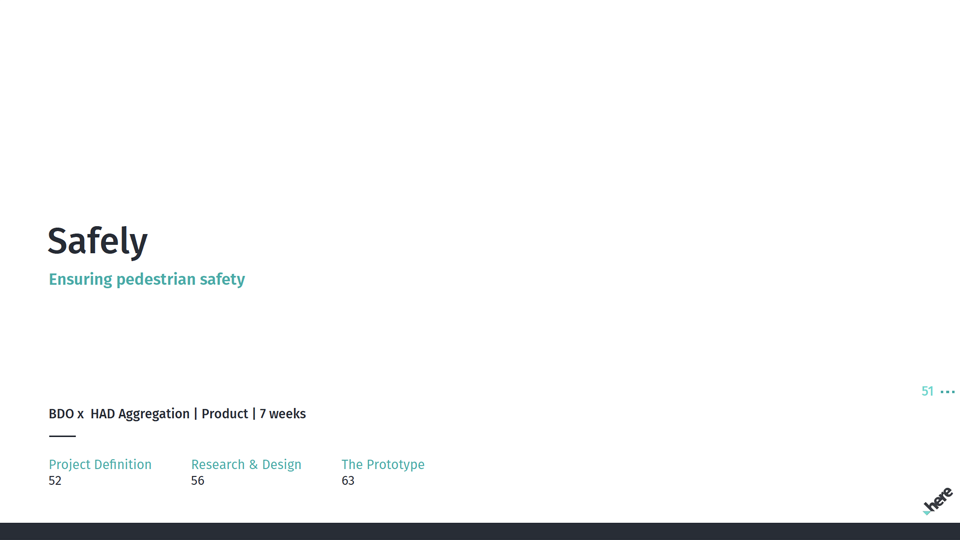 Safely
Ensuring pedestrian safety
51 •••
BDO x HAD Aggregation | Product | 7 weeks
Project Definition
52
Research & Design
56
The Prototype
63
here